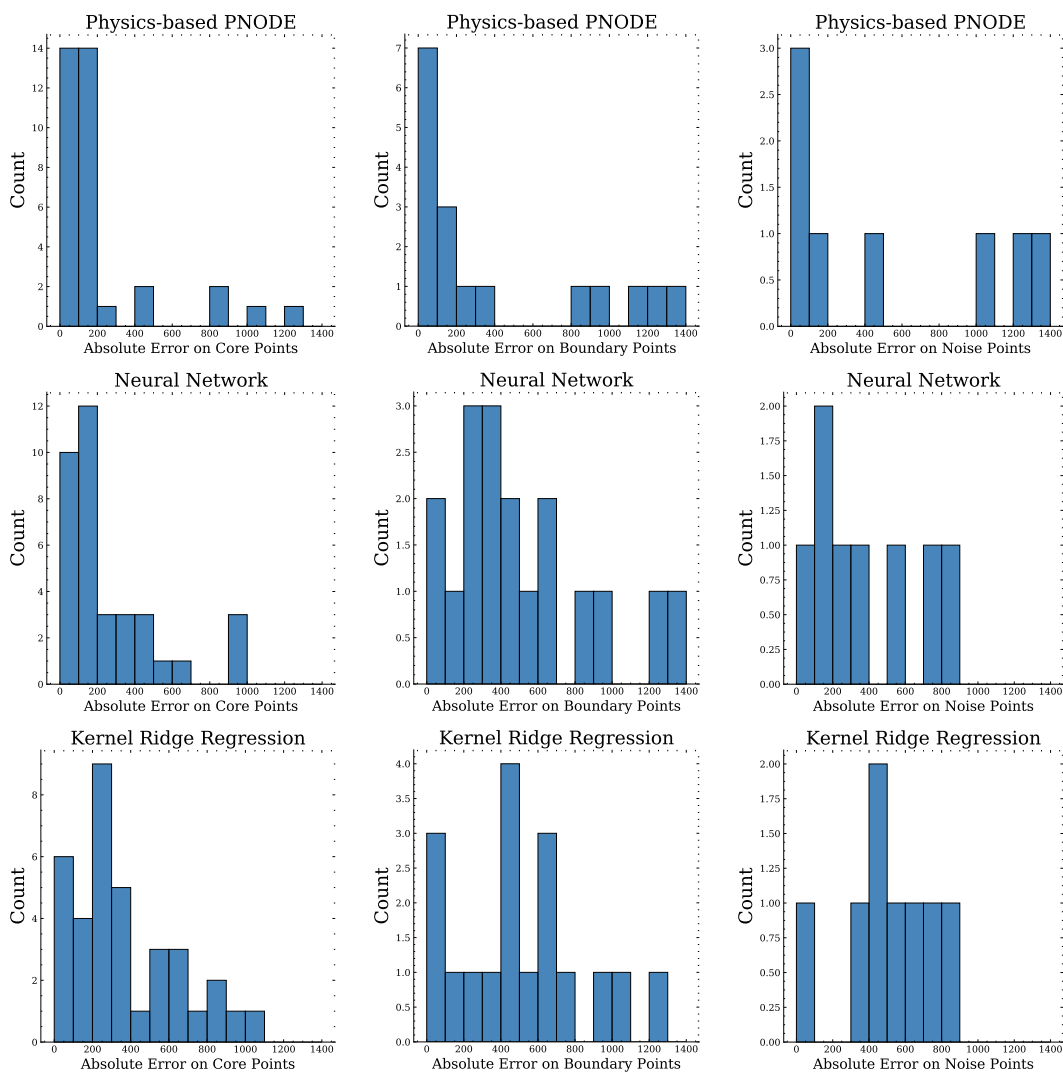 Physics-based PNODE
Count
14
12
10
8
6
4
2
0
0 200 400 600 800 1000 1200 1400
Absolute Error on Core Points
Physics-based PNODE
Count
7
6
5
4
3
2
1
0
0 200 400 600 800 1000 1200 1400
Absolute Error on Boundary Points
Physics-based PNODE
Count
3.0
2.5
2.0
1.5
1.0
0.5
0.0
0 200 400 600 800 1000 1200 1400
Absolute Error on Noise Points
Neural Network
Count
12
10
8
6
4
2
0
0 200 400 600 800 1000 1200 1400
Absolute Error on Core Points
Neural Network
Count
3.0
2.5
2.0
1.5
1.0
0.5
0.0
0 200 400 600 800 1000 1200 1400
Absolute Error on Boundary Points
Neural Network
Count
2.00
1.75
1.50
1.25
1.00
0.75
0.50
0.25
0.00
0 200 400 600 800 1000 1200 1400
Absolute Error on Noise Points
Kernel Ridge Regression
Count
8
6
4
2
0
0 200 400 600 800 1000 1200 1400
Absolute Error on Core Points
Kernel Ridge Regression
Count
4.0
3.5
3.0
2.5
2.0
1.5
1.0
0.5
0.0
0 200 400 600 800 1000 1200 1400
Absolute Error on Boundary Points
Kernel Ridge Regression
Count
2.00
1.75
1.50
1.25
1.00
0.75
0.50
0.25
0.00
0 200 400 600 800 1000 1200 1400
Absolute Error on Noise Points